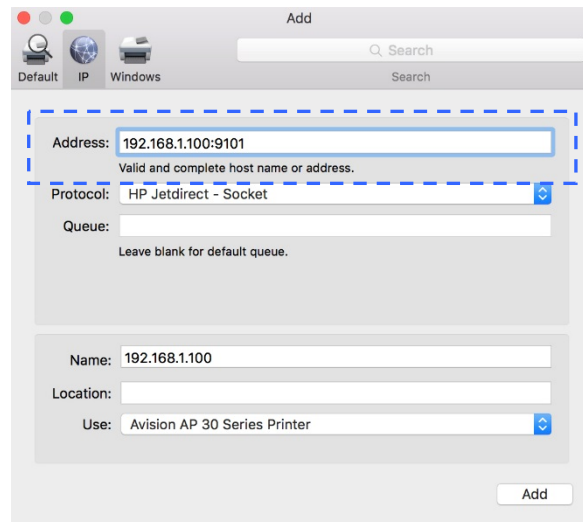 Add
Search
Default IP Windows Search
Address: 192.168.1.100:9101
Valid and complete host name or address.
Protocol: HP Jetdirect - Socket
Queue:
Leave blank for default queue.
Name: 192.168.1.100
Location:
Use: Avision AP 30 Series Printer
Add